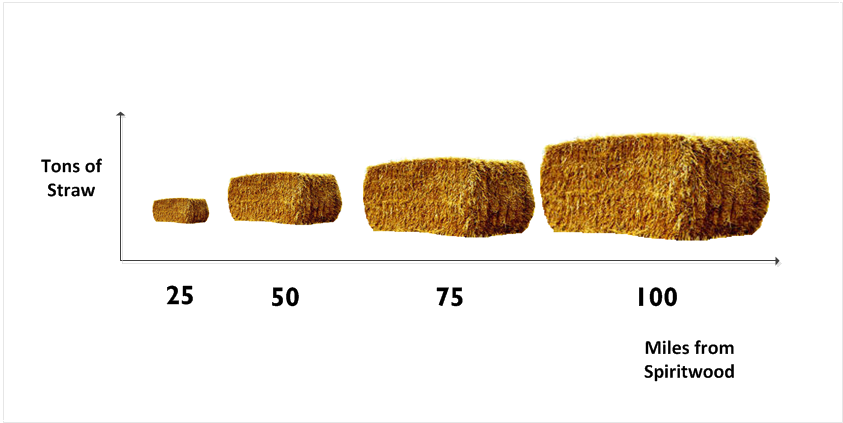 Tons of
Straw
25 50 75 100
Miles from
Spiritwood